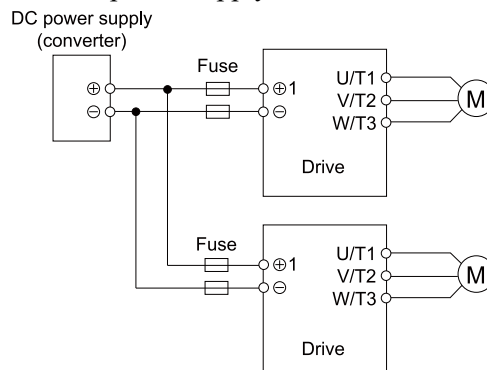 DC power supply
(converter)
⊕
⊖
Fuse
⊕1
⊖
U/T1
V/T2
W/T3
M
Drive
Fuse
⊕1
⊖
U/T1
V/T2
W/T3
M
Drive